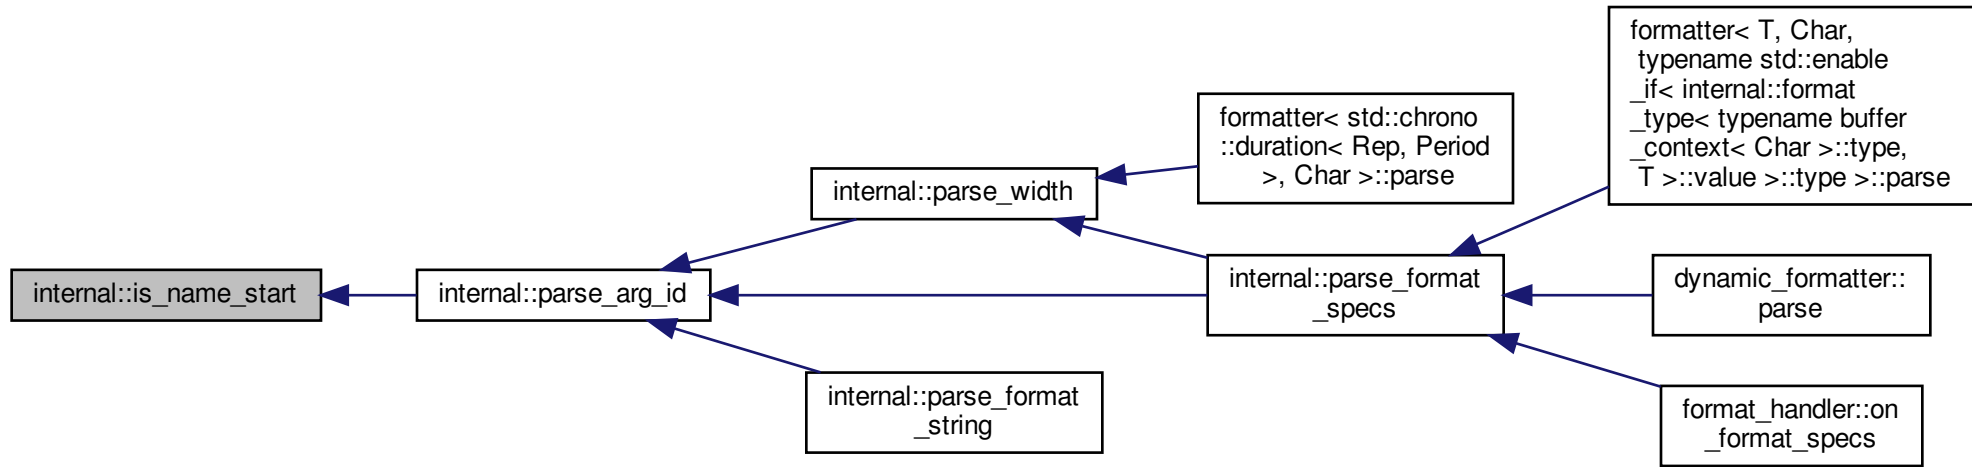 internal::is_name_start
internal::parse_arg_id
internal::parse_width
internal::parse_format
_string
formatter< std::chrono
::duration< Rep, Period
>, Char >::parse
internal::parse_format
_specs
formatter< T, Char,
typename std::enable
_if< internal::format
_type< typename buffer
_context< Char >::type,
T >::value >::type >::parse
dynamic_formatter::
parse
format_handler::on
_format_specs